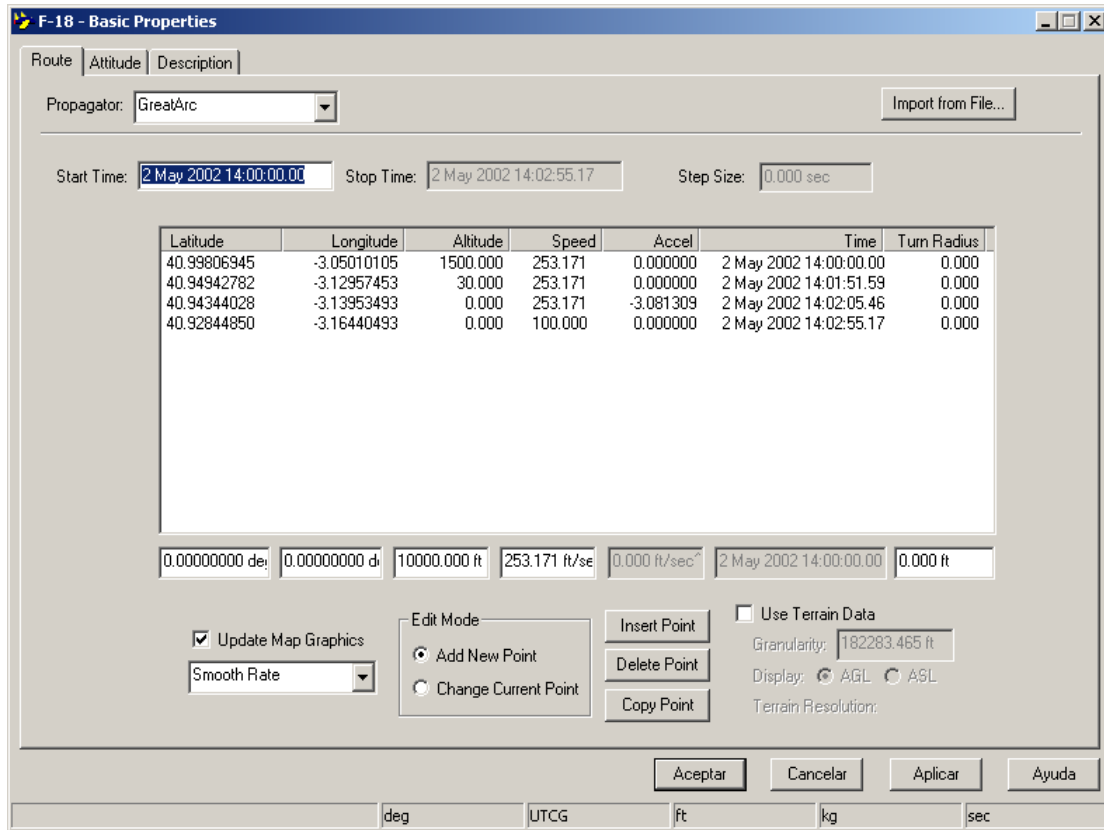 F-18 - Basic Properties
Route Attitude Description
Propagator: GreatArc Import from File...
Start Time: 2 May 2002 14:00:00.00 Stop Time: 2 May 2002 14:02:55.17 Step Size: 0.000 sec
Latitude Longitude Altitude Speed Accel Time Turn Radius
40.99806945 -3.05010105 1500.000 253.171 0.000000 2 May 2002 14:00:00.00 0.000
40.94942782 -3.12957453 30.000 253.171 0.000000 2 May 2002 14:01:51.59 0.000
40.94344028 -3.13953493 0.000 253.171 -3.081309 2 May 2002 14:02:05.46 0.000
40.92844850 -3.16440493 0.000 100.000 0.000000 2 May 2002 14:02:55.17 0.000
0.00000000 deg 0.00000000 d 10000.000 ft 253.171 ft/se 0.000 ft/sec^ 2 May 2002 14:00:00.00 0.000 ft
Update Map Graphics
Smooth Rate
Edit Mode
Add New Point
Change Current Point
Insert Point
Delete Point
Copy Point
Use Terrain Data
Granularity: 182283.465 ft
Display: AGL ASL
Terrain Resolution:
Aceptar Cancelar Aplicar Ayuda
deg UTCG ft kg sec